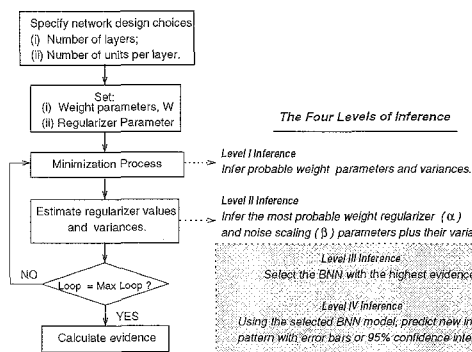 Specify network design choices
(i) Number of layers;
(ii) Number of units per layer.
Set:
(i) Weight parameters, W
(ii) Regularizer Parameter
The Four Levels of Inference
Minimization Process
Level I Inference
Infer probable weight parameters and variances.
Estimate regularizer values
and variances.
Level II Inference
Infer the most probable weight regularizer (α)
and noise scaling (β) parameters plus their
Level III Inference
Select the BNN with the highest
NO
Loop = Max Loop ?
YES
Level IV Inference
Using the selected BNN model; predict new
pattern with error bars or 95% confidence
Calculate evidence